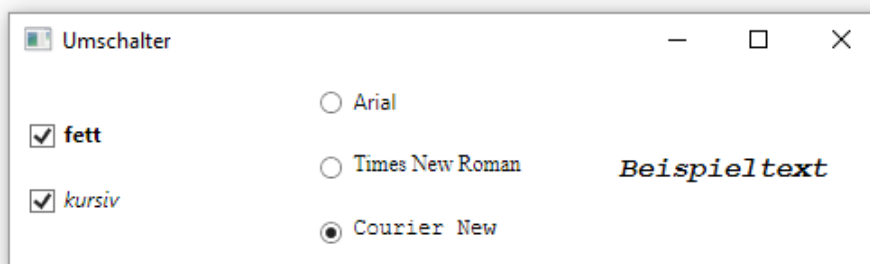 Umschalter
fett
kursiv
Arial
Times New Roman
Courier New
Beispieltext